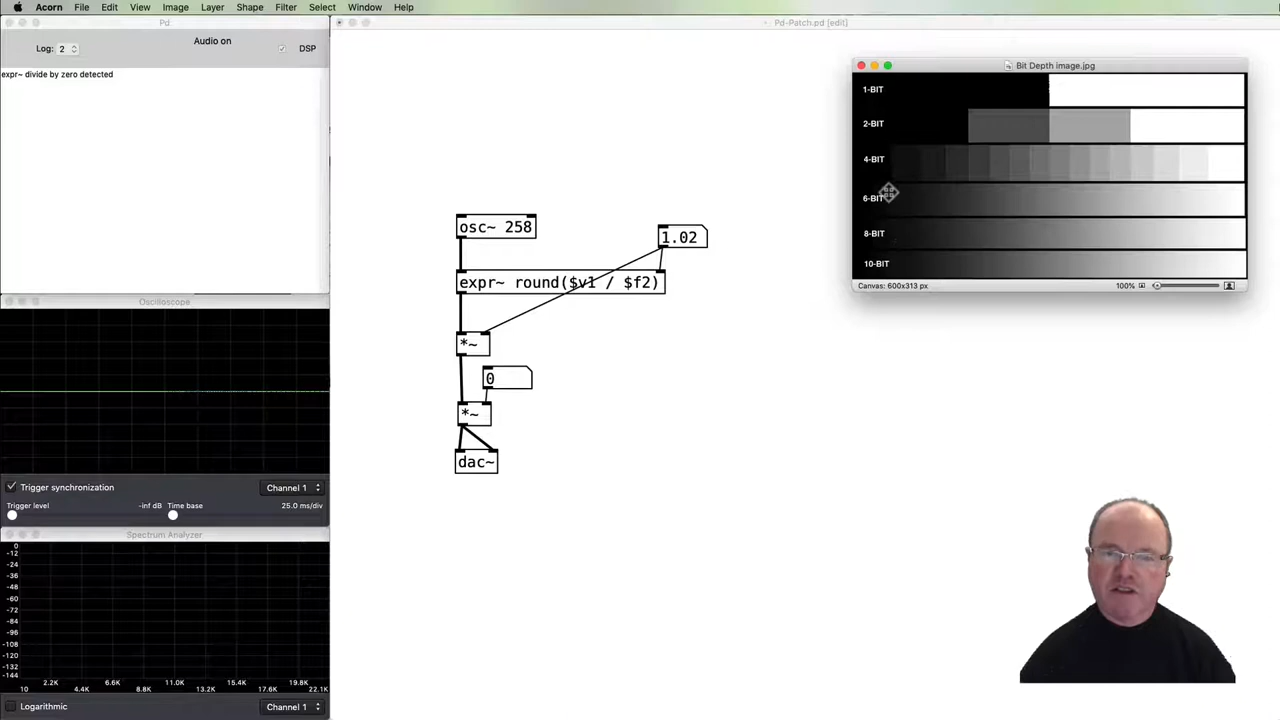 Acorn File Edit View Image Layer Shape Filter Select Window Help
Pd
Pd-Patch.pd [edit]
Log: 2
Audio on
DSP
expr~ divide by zero detected
Bit Depth image.jpg
1-BIT
2-BIT
4-BIT
6-BIT
8-BIT
10-BIT
Canvas: 600x313 px
100%
osc~ 258
1.02
expr~ round($v1 / $f2)
*~
0
*~
dac~
Oscilloscope
Trigger synchronization
Channel 1
Trigger level
-inf dB
Time base
25.0 ms/div
Spectrum Analyzer
0
-12
-24
-36
-48
-60
-72
-84
-96
-108
-120
-132
-144
2.2K 6.6K 11.0K 15.4K 19.8K
10 4.4K 8.8K 13.2K 17.6K 22.1K
Logarithmic
Channel 1